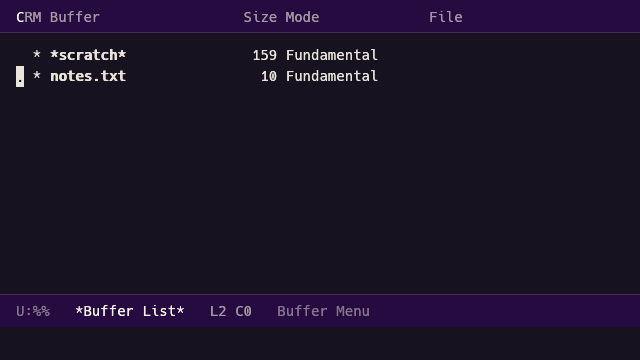 CRM Buffer                 Size Mode             File
  * *scratch*               159 Fundamental
. * notes.txt                10 Fundamental
U:%%   *Buffer List*   L2 C0   Buffer Menu